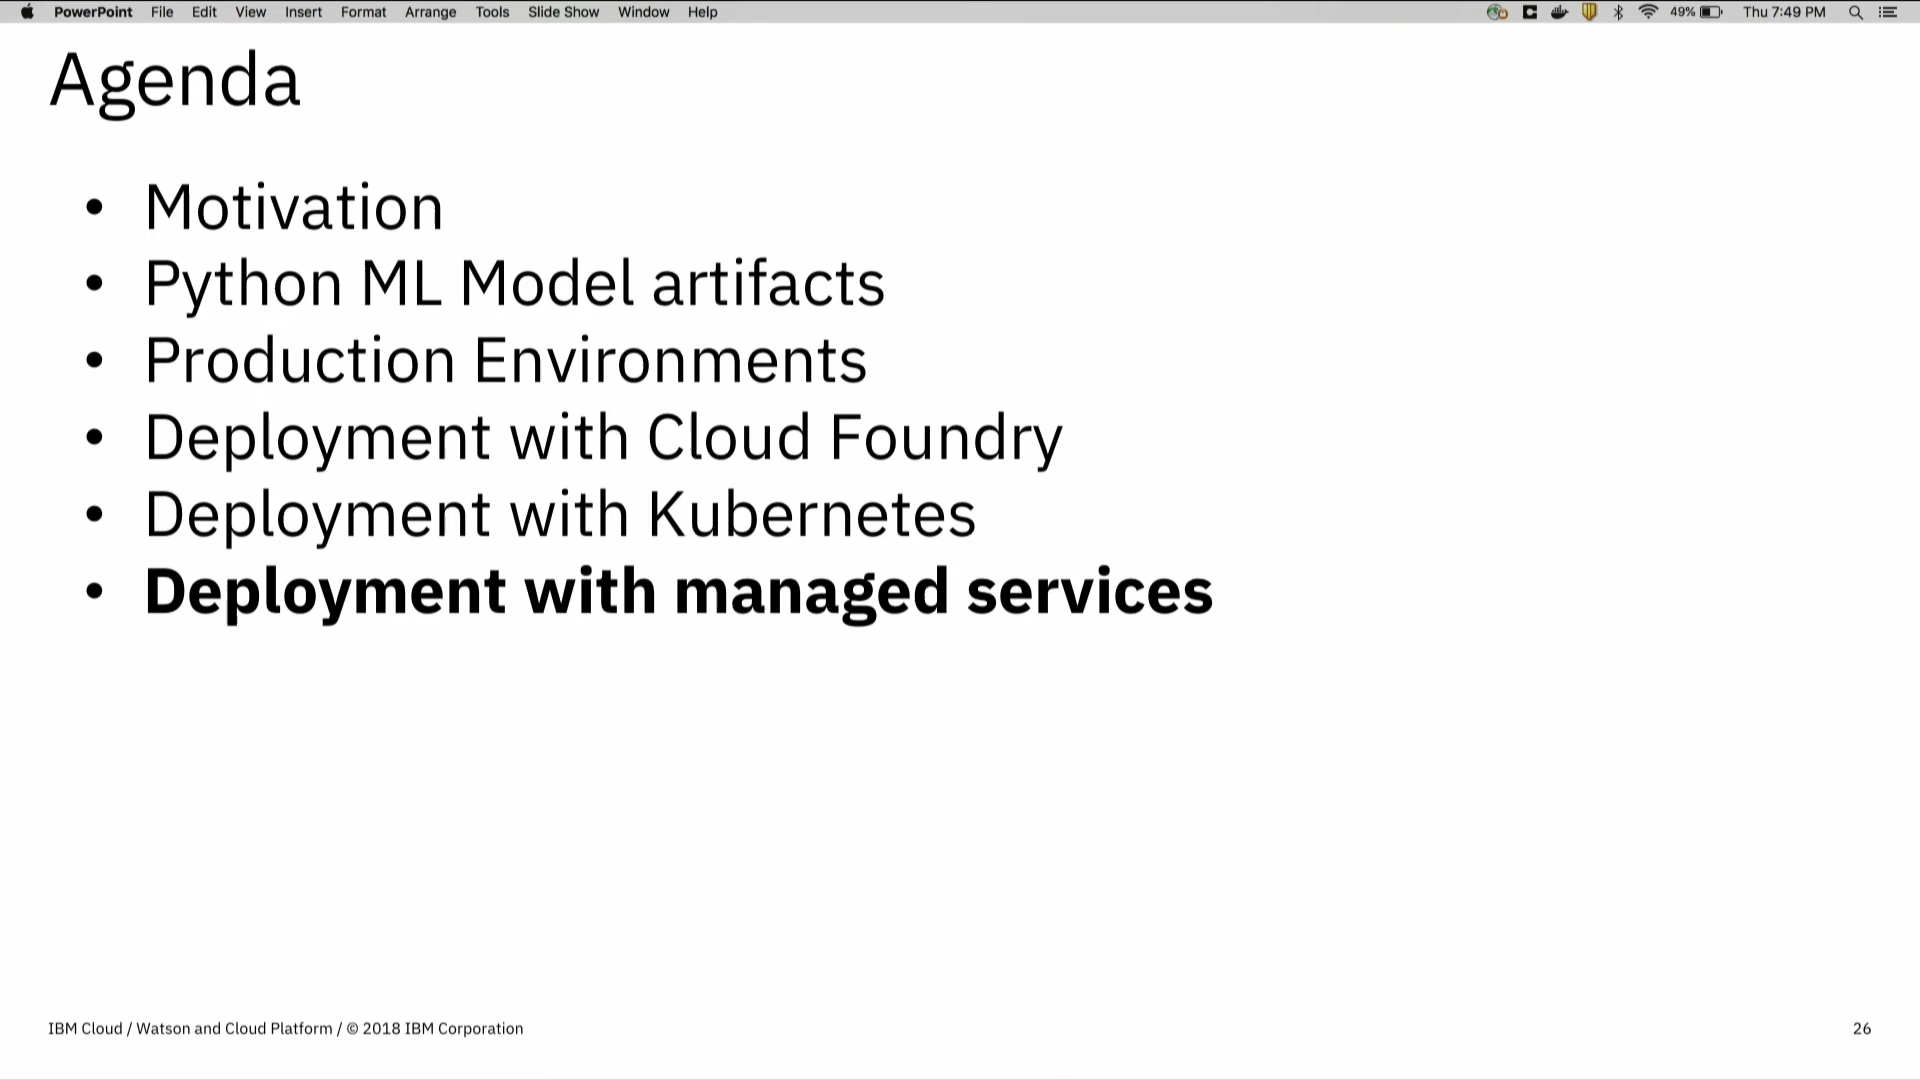 PowerPoint File Edit View Insert Format Arrange Tools Slide Show Window Help 49% Thu 7:49 PM
Agenda
• Motivation
• Python ML Model artifacts
• Production Environments
• Deployment with Cloud Foundry
• Deployment with Kubernetes
• Deployment with managed services
IBM Cloud / Watson and Cloud Platform / © 2018 IBM Corporation 26